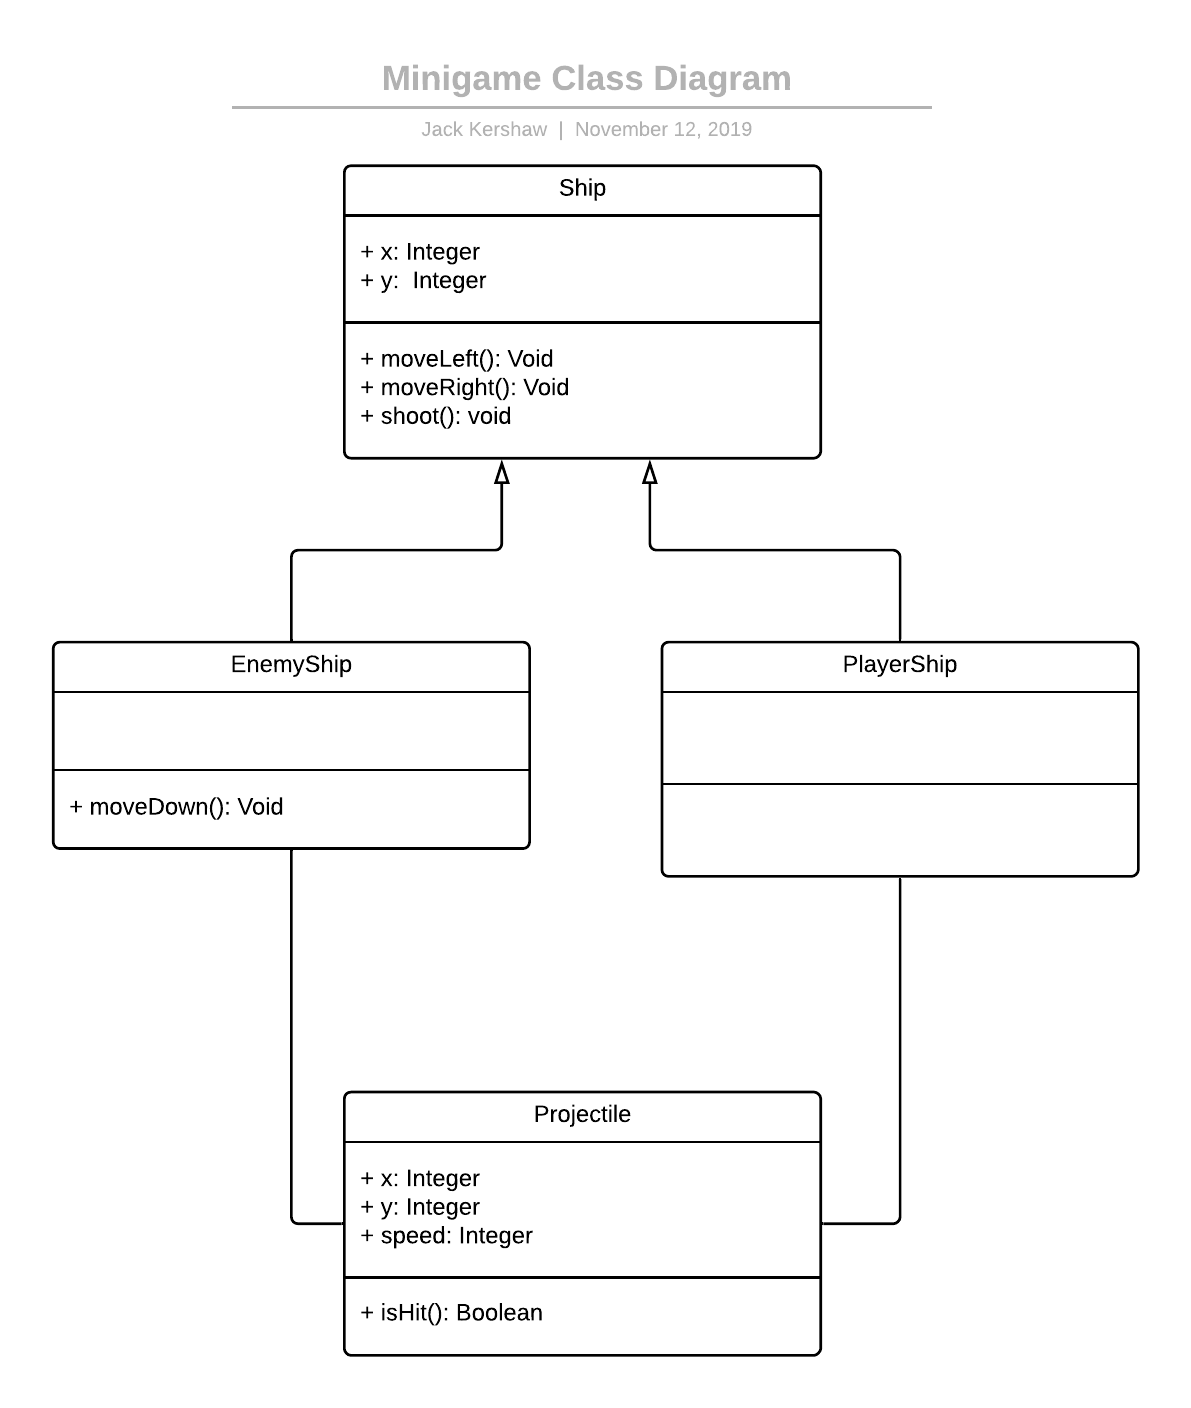 Minigame Class Diagram
Jack Kershaw | November 12, 2019
Ship
+ x: Integer
+ y:  Integer
+ moveLeft(): Void
+ moveRight(): Void
+ shoot(): void
EnemyShip
+ moveDown(): Void
PlayerShip
Projectile
+ x: Integer
+ y: Integer
+ speed: Integer
+ isHit(): Boolean